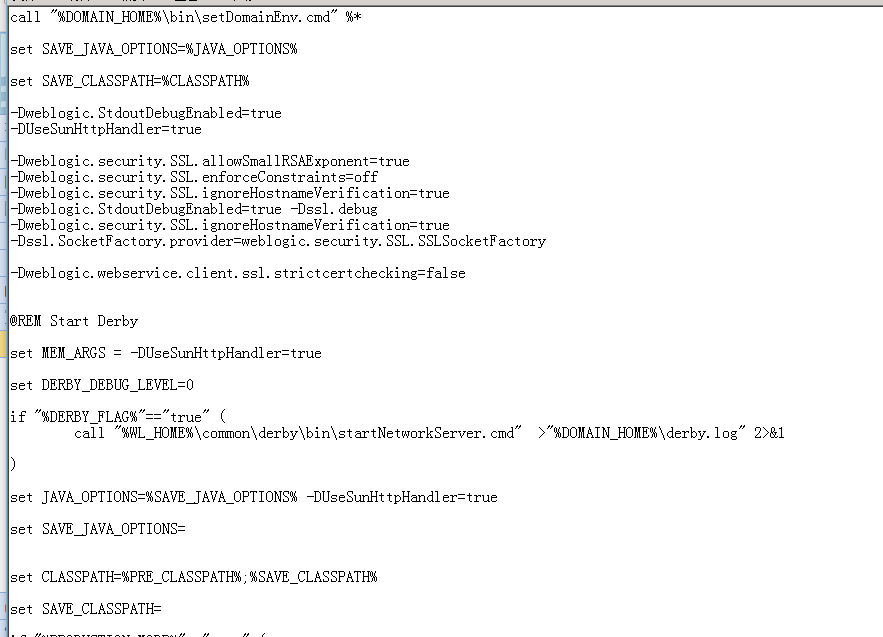 call "%DOMAIN_HOME%\bin\setDomainEnv.cmd" %*
set SAVE_JAVA_OPTIONS=%JAVA_OPTIONS%
set SAVE_CLASSPATH=%CLASSPATH%
-Dweblogic.StdoutDebugEnabled=true
-DUseSunHttpHandler=true
-Dweblogic.security.SSL.allowSmallRSAExponent=true
-Dweblogic.security.SSL.enforceConstraints=off
-Dweblogic.security.SSL.ignoreHostnameVerification=true
-Dweblogic.StdoutDebugEnabled=true -Dssl.debug
-Dweblogic.security.SSL.ignoreHostnameVerification=true
-Dssl.SocketFactory.provider=weblogic.security.SSL.SSLSocketFactory
-Dweblogic.webservice.client.ssl.strictcertchecking=false
@REM Start Derby
set MEM_ARGS = -DUseSunHttpHandler=true
set DERBY_DEBUG_LEVEL=0
if "%DERBY_FLAG%"=="true" (
call "%WL_HOME%\common\derby\bin\startNetworkServer.cmd"  >"%DOMAIN_HOME%\derby.log" 2>&1
)
set JAVA_OPTIONS=%SAVE_JAVA_OPTIONS% -DUseSunHttpHandler=true
set SAVE_JAVA_OPTIONS=
set CLASSPATH=%PRE_CLASSPATH%;%SAVE_CLASSPATH%
set SAVE_CLASSPATH=